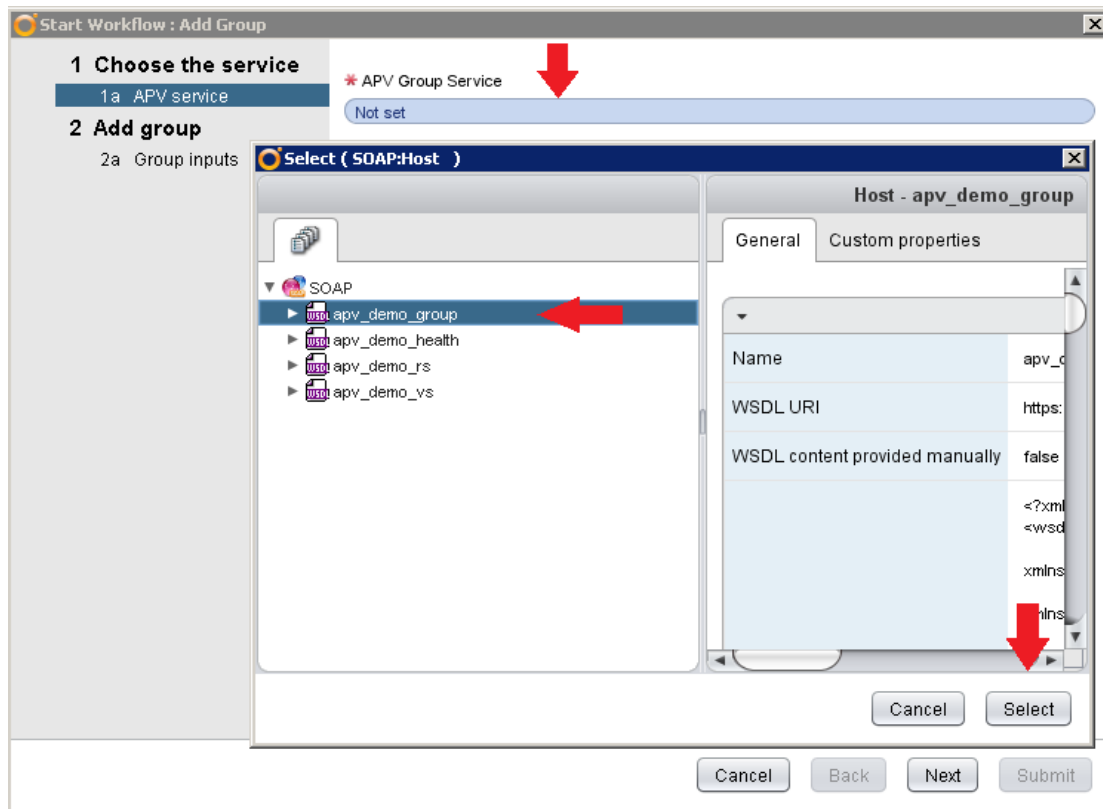 Start Workflow : Add Group
1 Choose the service
1a APV service
2 Add group
2a Group inputs
* APV Group Service
Not set
Select ( SOAP:Host )
Host - apv_demo_group
General Custom properties
SOAP
apv_demo_group
apv_demo_health
apv_demo_rs
apv_demo_vs
Name
WSDL URI https:
WSDL content provided manually false
<?xml
<wsd
xmlns
Cancel Select
Cancel Back Next Submit